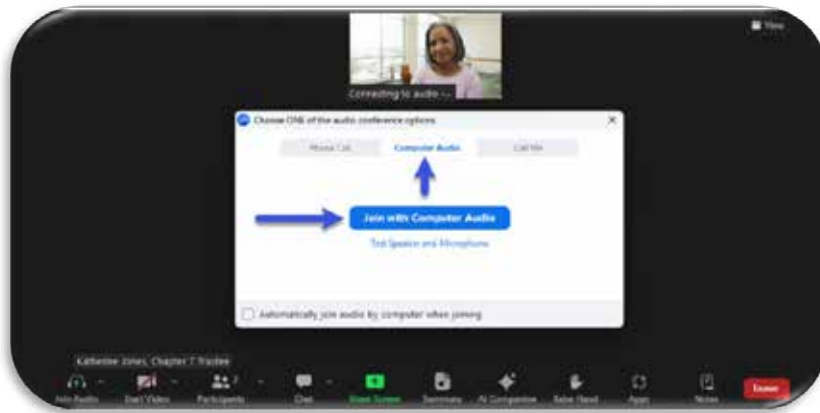 View
Connecting to audio
Choose ONE of the audio conference options
Phone Call Computer Audio Call Me
Join with Computer Audio
Test Speaker and Microphone
Automatically join audio by computer when joining
Katherine Jones, Chapter 7 Trustee
Join Audio Start Video Participants Chat Share Screen Summary AI Companion Raise Hand Apps Notes Leave